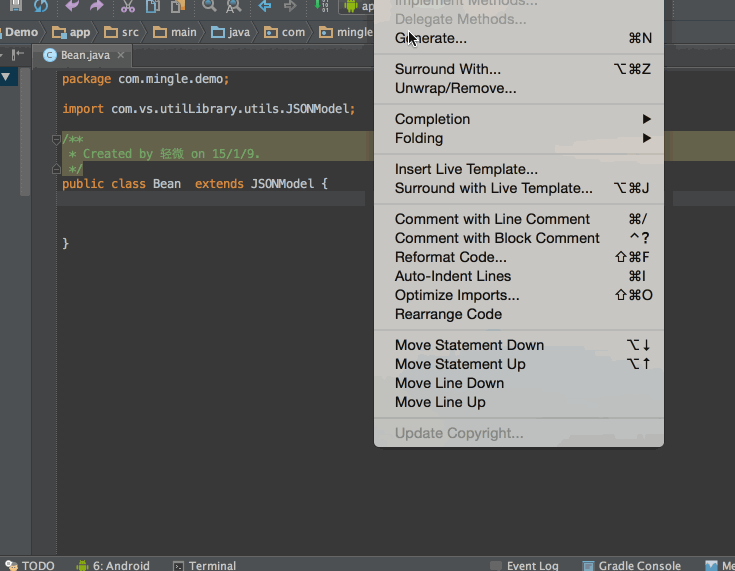 Implement Methods...
Delegate Methods...
Generate... ⌘N
Demo app src main java com mingle
Bean.java
package com.mingle.demo;
import com.vs.utilLibrary.utils.JSONModel;
/**
* Created by 轻微 on 15/1/9.
*/
public class Bean extends JSONModel {
}
Surround With... ⌥⌘Z
Unwrap/Remove...
Completion
Folding
Insert Live Template...
Surround with Live Template... ⌥⌘J
Comment with Line Comment ⌘/
Comment with Block Comment ^?
Reformat Code... ⇧⌘F
Auto-Indent Lines ⌘I
Optimize Imports... ⇧⌘O
Rearrange Code
Move Statement Down ⌥↓
Move Statement Up ⌥↑
Move Line Down
Move Line Up
Update Copyright...
TODO 6: Android Terminal Event Log Gradle Console